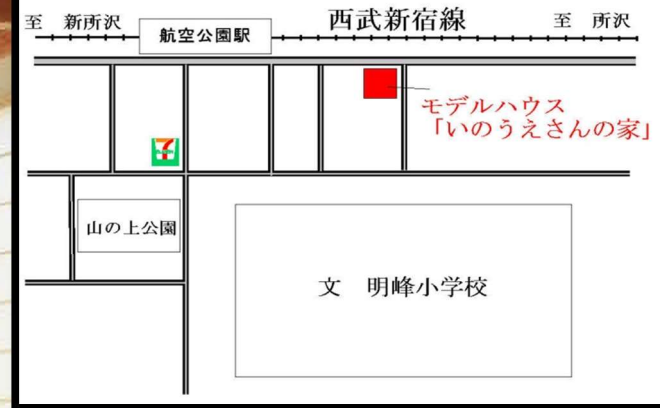 至 新所沢
航空公園駅
西武新宿線
至 所沢
モデルハウス
「いのうえさんの家」
7
山の上公園
文 明峰小学校